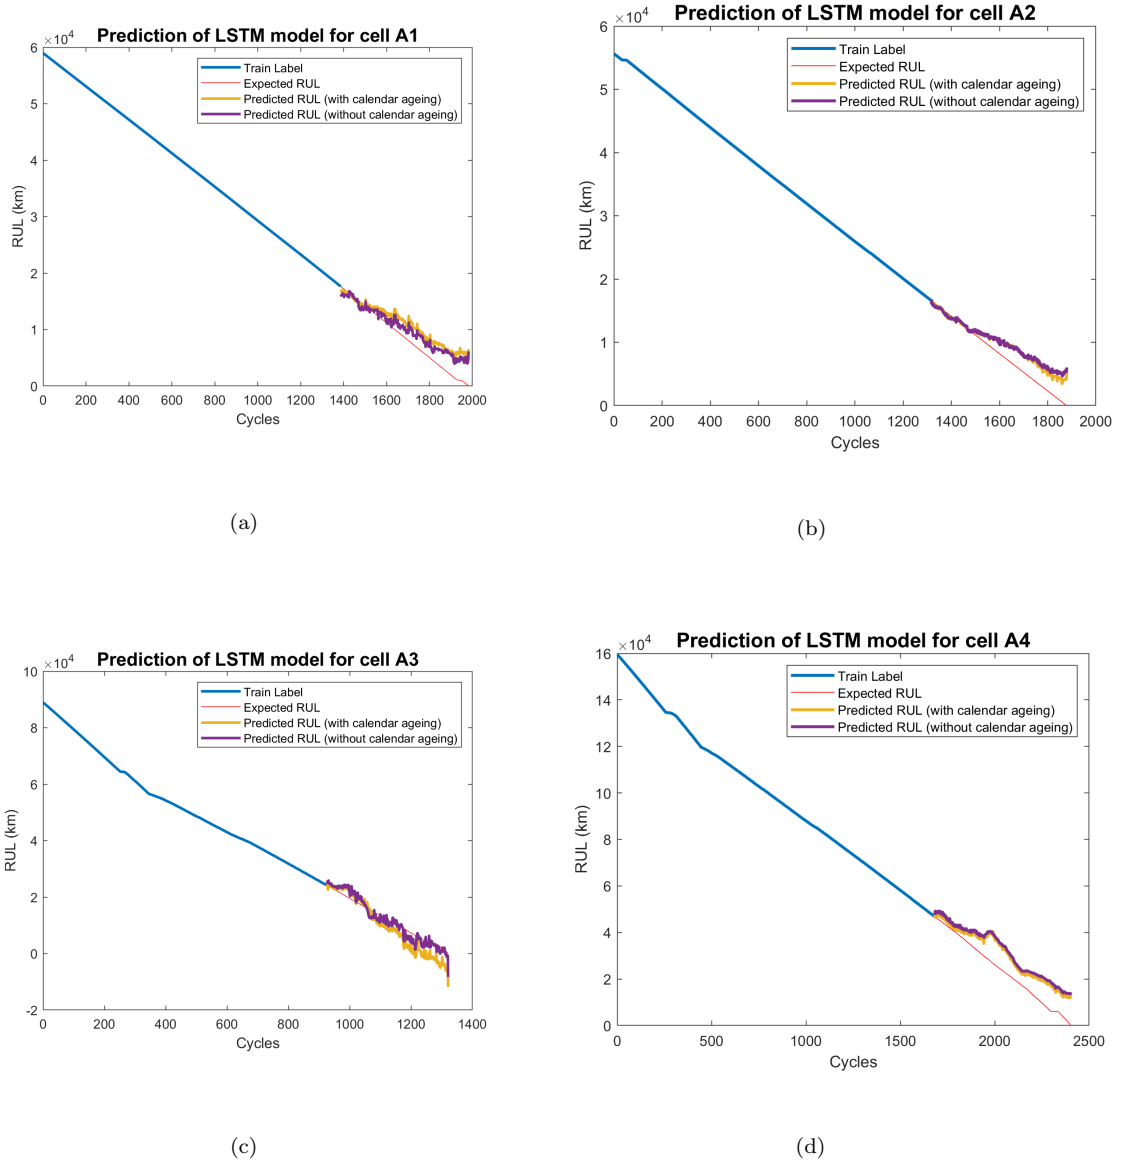 Prediction of LSTM model for cell A1
×10⁴
Train Label
Expected RUL
Predicted RUL (with calendar ageing)
Predicted RUL (without calendar ageing)
6
5
4
3
2
1
0
RUL (km)
0 200 400 600 800 1000 1200 1400 1600 1800 2000
Cycles
(a)
Prediction of LSTM model for cell A2
×10⁴
Train Label
Expected RUL
Predicted RUL (with calendar ageing)
Predicted RUL (without calendar ageing)
6
5
4
3
2
1
0
RUL (km)
0 200 400 600 800 1000 1200 1400 1600 1800 2000
Cycles
(b)
Prediction of LSTM model for cell A3
×10⁴
Train Label
Expected RUL
Predicted RUL (with calendar ageing)
Predicted RUL (without calendar ageing)
10
8
6
4
2
0
-2
RUL (km)
0 200 400 600 800 1000 1200 1400
Cycles
(c)
Prediction of LSTM model for cell A4
×10⁴
Train Label
Expected RUL
Predicted RUL (with calendar ageing)
Predicted RUL (without calendar ageing)
16
14
12
10
8
6
4
2
0
RUL (km)
0 500 1000 1500 2000 2500
Cycles
(d)